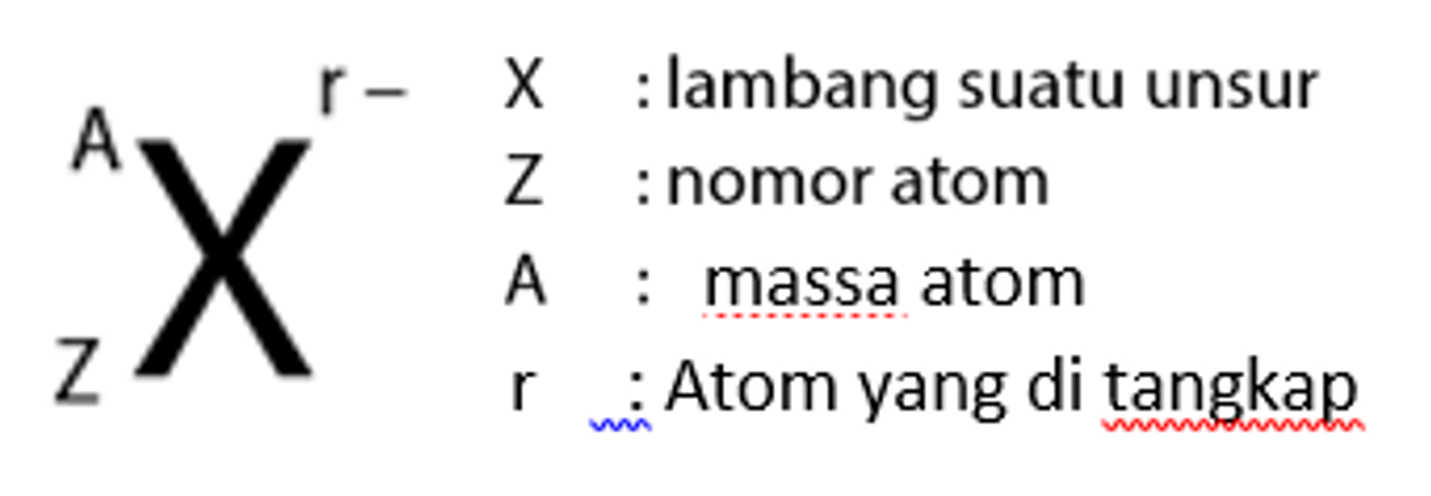 A X r –
Z
X : lambang suatu unsur
Z : nomor atom
A : massa atom
r : Atom yang di tangkap